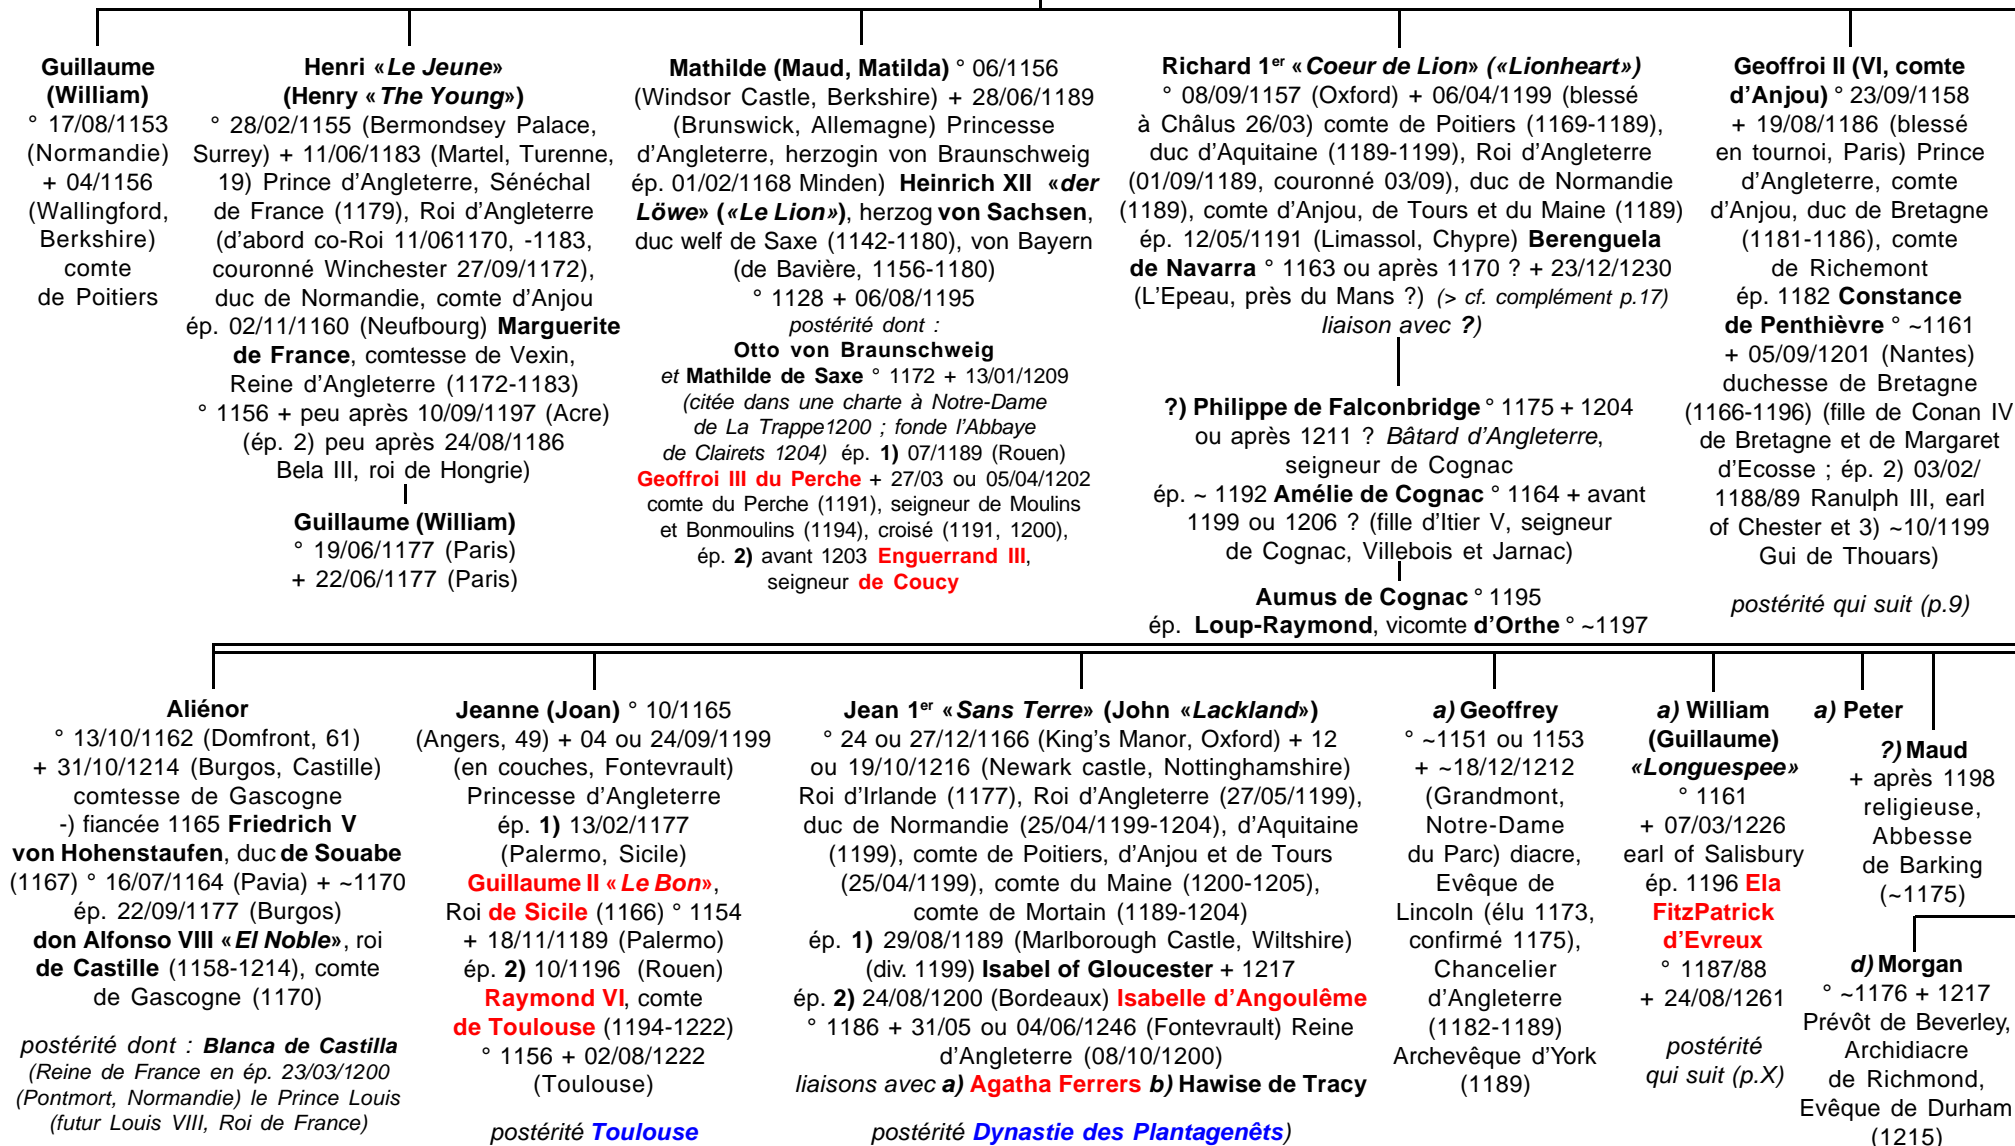 Guillaume
(William)
° 17/08/1153
(Normandie)
+ 04/1156
(Wallingford,
Berkshire)
comte
de Poitiers
Henri «Le Jeune»
(Henry «The Young»)
° 28/02/1155 (Bermondsey Palace,
Surrey) + 11/06/1183 (Martel, Turenne,
19) Prince d'Angleterre, Sénéchal
de France (1179), Roi d'Angleterre
(d'abord co-Roi 11/061170, -1183,
couronné Winchester 27/09/1172),
duc de Normandie, comte d'Anjou
ép. 02/11/1160 (Neufbourg) Marguerite
de France, comtesse de Vexin,
Reine d'Angleterre (1172-1183)
° 1156 + peu après 10/09/1197 (Acre)
(ép. 2) peu après 24/08/1186
Bela III, roi de Hongrie)
Guillaume (William)
° 19/06/1177 (Paris)
+ 22/06/1177 (Paris)
Mathilde (Maud, Matilda) ° 06/1156
(Windsor Castle, Berkshire) + 28/06/1189
(Brunswick, Allemagne) Princesse
d'Angleterre, herzogin von Braunschweig
ép. 01/02/1168 Minden) Heinrich XII «der
Löwe» («Le Lion»), herzog von Sachsen,
duc welf de Saxe (1142-1180), von Bayern
(de Bavière, 1156-1180)
° 1128 + 06/08/1195
postérité dont :
Otto von Braunschweig
et Mathilde de Saxe ° 1172 + 13/01/1209
(citée dans une charte à Notre-Dame
de La Trappe1200 ; fonde l'Abbaye
de Clairets 1204) ép. 1) 07/1189 (Rouen)
Geoffroi III du Perche + 27/03 ou 05/04/1202
comte du Perche (1191), seigneur de Moulins
et Bonmoulins (1194), croisé (1191, 1200),
ép. 2) avant 1203 Enguerrand III,
seigneur de Coucy
Richard 1er «Coeur de Lion» («Lionheart»)
° 08/09/1157 (Oxford) + 06/04/1199 (blessé
à Châlus 26/03) comte de Poitiers (1169-1189),
duc d'Aquitaine (1189-1199), Roi d'Angleterre
(01/09/1189, couronné 03/09), duc de Normandie
(1189), comte d'Anjou, de Tours et du Maine (1189)
ép. 12/05/1191 (Limassol, Chypre) Berenguela
de Navarra ° 1163 ou après 1170 ? + 23/12/1230
(L'Epeau, près du Mans ?) (> cf. complément p.17)
liaison avec ?)
?) Philippe de Falconbridge ° 1175 + 1204
ou après 1211 ? Bâtard d'Angleterre,
seigneur de Cognac
ép. ~ 1192 Amélie de Cognac ° 1164 + avant
1199 ou 1206 ? (fille d'Itier V, seigneur
de Cognac, Villebois et Jarnac)
Aumus de Cognac ° 1195
ép. Loup-Raymond, vicomte d'Orthe ° ~1197
Geoffroi II (VI, comte
d'Anjou) ° 23/09/1158
+ 19/08/1186 (blessé
en tournoi, Paris) Prince
d'Angleterre, comte
d'Anjou, duc de Bretagne
(1181-1186), comte
de Richemont
ép. 1182 Constance
de Penthièvre ° ~1161
+ 05/09/1201 (Nantes)
duchesse de Bretagne
(1166-1196) (fille de Conan IV
de Bretagne et de Margaret
d'Ecosse ; ép. 2) 03/02/
1188/89 Ranulph III, earl
of Chester et 3) ~10/1199
Gui de Thouars)
postérité qui suit (p.9)
Aliénor
° 13/10/1162 (Domfront, 61)
+ 31/10/1214 (Burgos, Castille)
comtesse de Gascogne
-) fiancée 1165 Friedrich V
von Hohenstaufen, duc de Souabe
(1167) ° 16/07/1164 (Pavia) + ~1170
ép. 22/09/1177 (Burgos)
don Alfonso VIII «El Noble», roi
de Castille (1158-1214), comte
de Gascogne (1170)
postérité dont : Blanca de Castilla
(Reine de France en ép. 23/03/1200
(Pontmort, Normandie) le Prince Louis
(futur Louis VIII, Roi de France)
Jeanne (Joan) ° 10/1165
(Angers, 49) + 04 ou 24/09/1199
(en couches, Fontevrault)
Princesse d'Angleterre
ép. 1) 13/02/1177
(Palermo, Sicile)
Guillaume II «Le Bon»,
Roi de Sicile (1166) ° 1154
+ 18/11/1189 (Palermo)
ép. 2) 10/1196 (Rouen)
Raymond VI, comte
de Toulouse (1194-1222)
° 1156 + 02/08/1222
(Toulouse)
postérité Toulouse
Jean 1er «Sans Terre» (John «Lackland»)
° 24 ou 27/12/1166 (King's Manor, Oxford) + 12
ou 19/10/1216 (Newark castle, Nottinghamshire)
Roi d'Irlande (1177), Roi d'Angleterre (27/05/1199),
duc de Normandie (25/04/1199-1204), d'Aquitaine
(1199), comte de Poitiers, d'Anjou et de Tours
(25/04/1199), comte du Maine (1200-1205),
comte de Mortain (1189-1204)
ép. 1) 29/08/1189 (Marlborough Castle, Wiltshire)
(div. 1199) Isabel of Gloucester + 1217
ép. 2) 24/08/1200 (Bordeaux) Isabelle d'Angoulême
° 1186 + 31/05 ou 04/06/1246 (Fontevrault) Reine
d'Angleterre (08/10/1200)
liaisons avec a) Agatha Ferrers b) Hawise de Tracy
postérité Dynastie des Plantagenêts)
a) Geoffrey
° ~1151 ou 1153
+ ~18/12/1212
(Grandmont,
Notre-Dame
du Parc) diacre,
Evêque de
Lincoln (élu 1173,
confirmé 1175),
Chancelier
d'Angleterre
(1182-1189)
Archevêque d'York
(1189)
a) William
(Guillaume)
«Longuespee»
° 1161
+ 07/03/1226
earl of Salisbury
ép. 1196 Ela
FitzPatrick
d'Evreux
° 1187/88
+ 24/08/1261
postérité
qui suit (p.X)
a) Peter
?) Maud
+ après 1198
religieuse,
Abbesse
de Barking
(~1175)
d) Morgan
° ~1176 + 1217
Prévôt de Beverley,
Archidiacre
de Richmond,
Evêque de Durham
(1215)